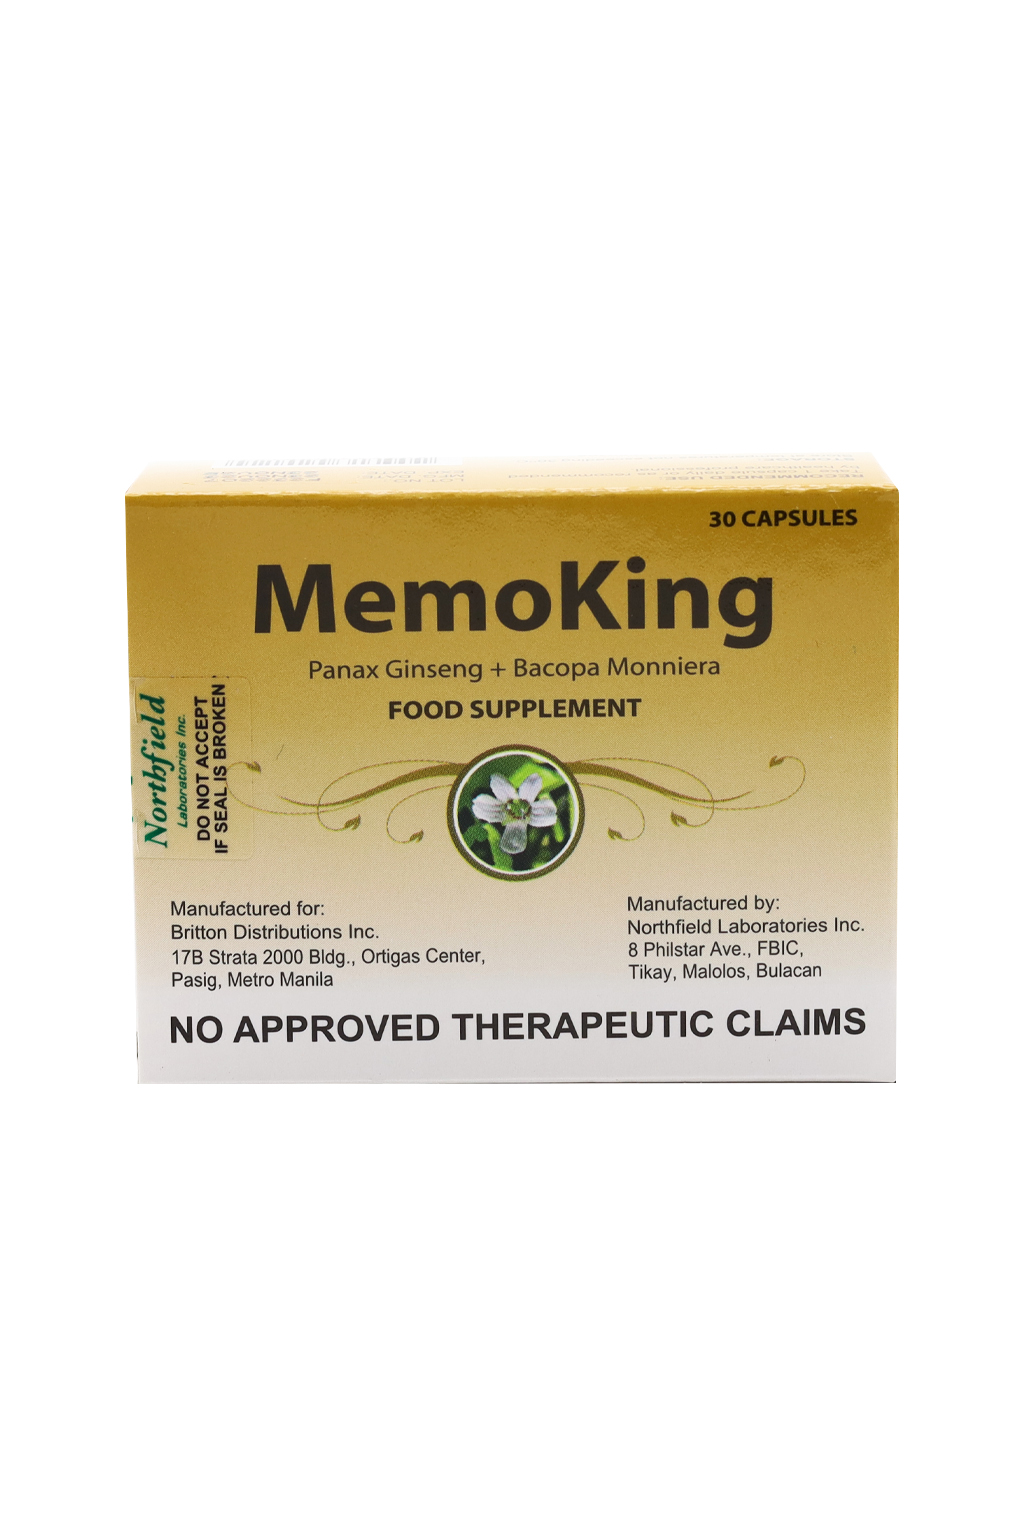 30 CAPSULES
MemoKing
Panax Ginseng + Bacopa Monniera
FOOD SUPPLEMENT
Northfield
Laboratories Inc.
DO NOT ACCEPT
IF SEAL IS BROKEN
Manufactured for:
Britton Distributions Inc.
17B Strata 2000 Bldg., Ortigas Center,
Pasig, Metro Manila
Manufactured by:
Northfield Laboratories Inc.
8 Philstar Ave., FBIC,
Tikay, Malolos, Bulacan
NO APPROVED THERAPEUTIC CLAIMS
RECOMMENDED USE: